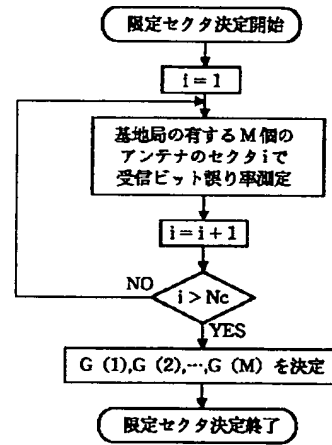 限定セクタ決定開始
i = 1
基地局の有するM個の
アンテナのセクタiで
受信ビット誤り率測定
i = i + 1
NO
i > Nc
YES
G (1),G (2),…,G (M) を決定
限定セクタ決定終了